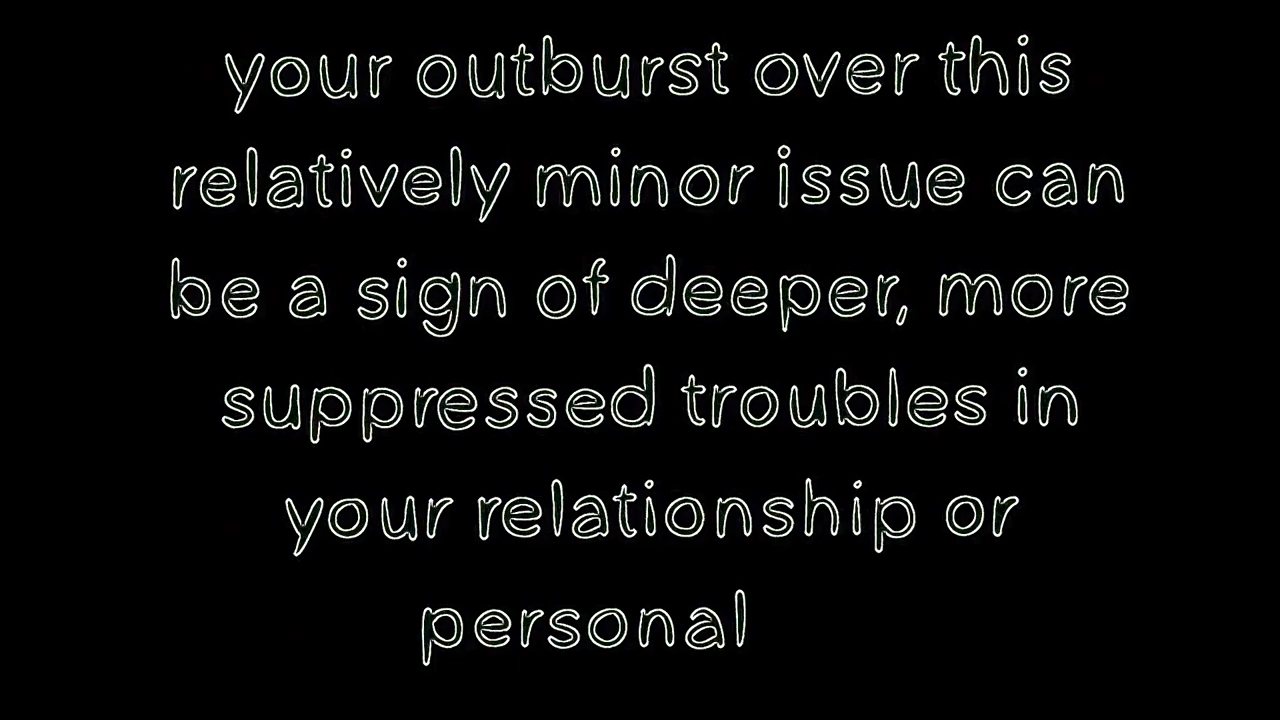 your outburst over this
relatively minor issue can
be a sign of deeper, more
suppressed troubles in
your relationship or
personal